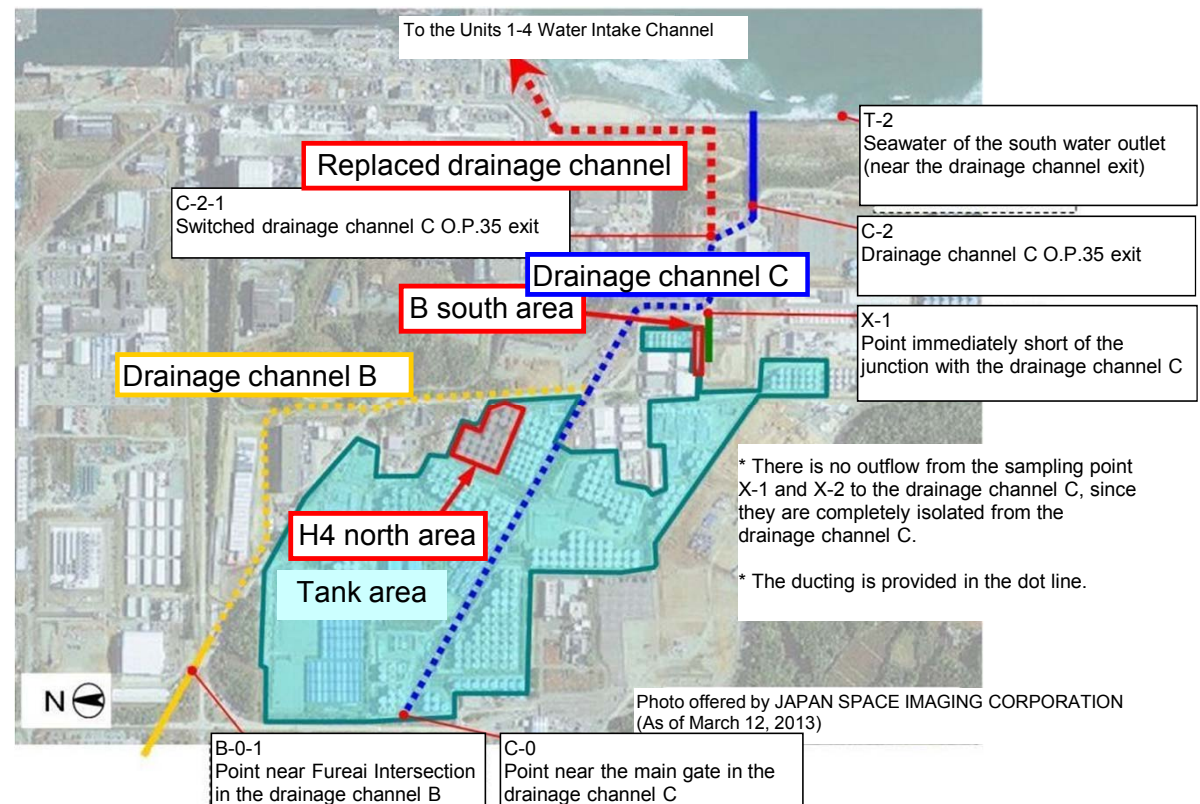 To the Units 1-4 Water Intake Channel
T-2
Seawater of the south water outlet
(near the drainage channel exit)
Replaced drainage channel
C-2-1
Switched drainage channel C O.P.35 exit
C-2
Drainage channel C O.P.35 exit
Drainage channel C
B south area
X-1
Point immediately short of the
junction with the drainage channel C
Drainage channel B
* There is no outflow from the sampling point
X-1 and X-2 to the drainage channel C, since
they are completely isolated from the
drainage channel C.
* The ducting is provided in the dot line.
H4 north area
Tank area
N
Photo offered by JAPAN SPACE IMAGING CORPORATION
(As of March 12, 2013)
B-0-1
Point near Fureai Intersection
in the drainage channel B
C-0
Point near the main gate in the
drainage channel C